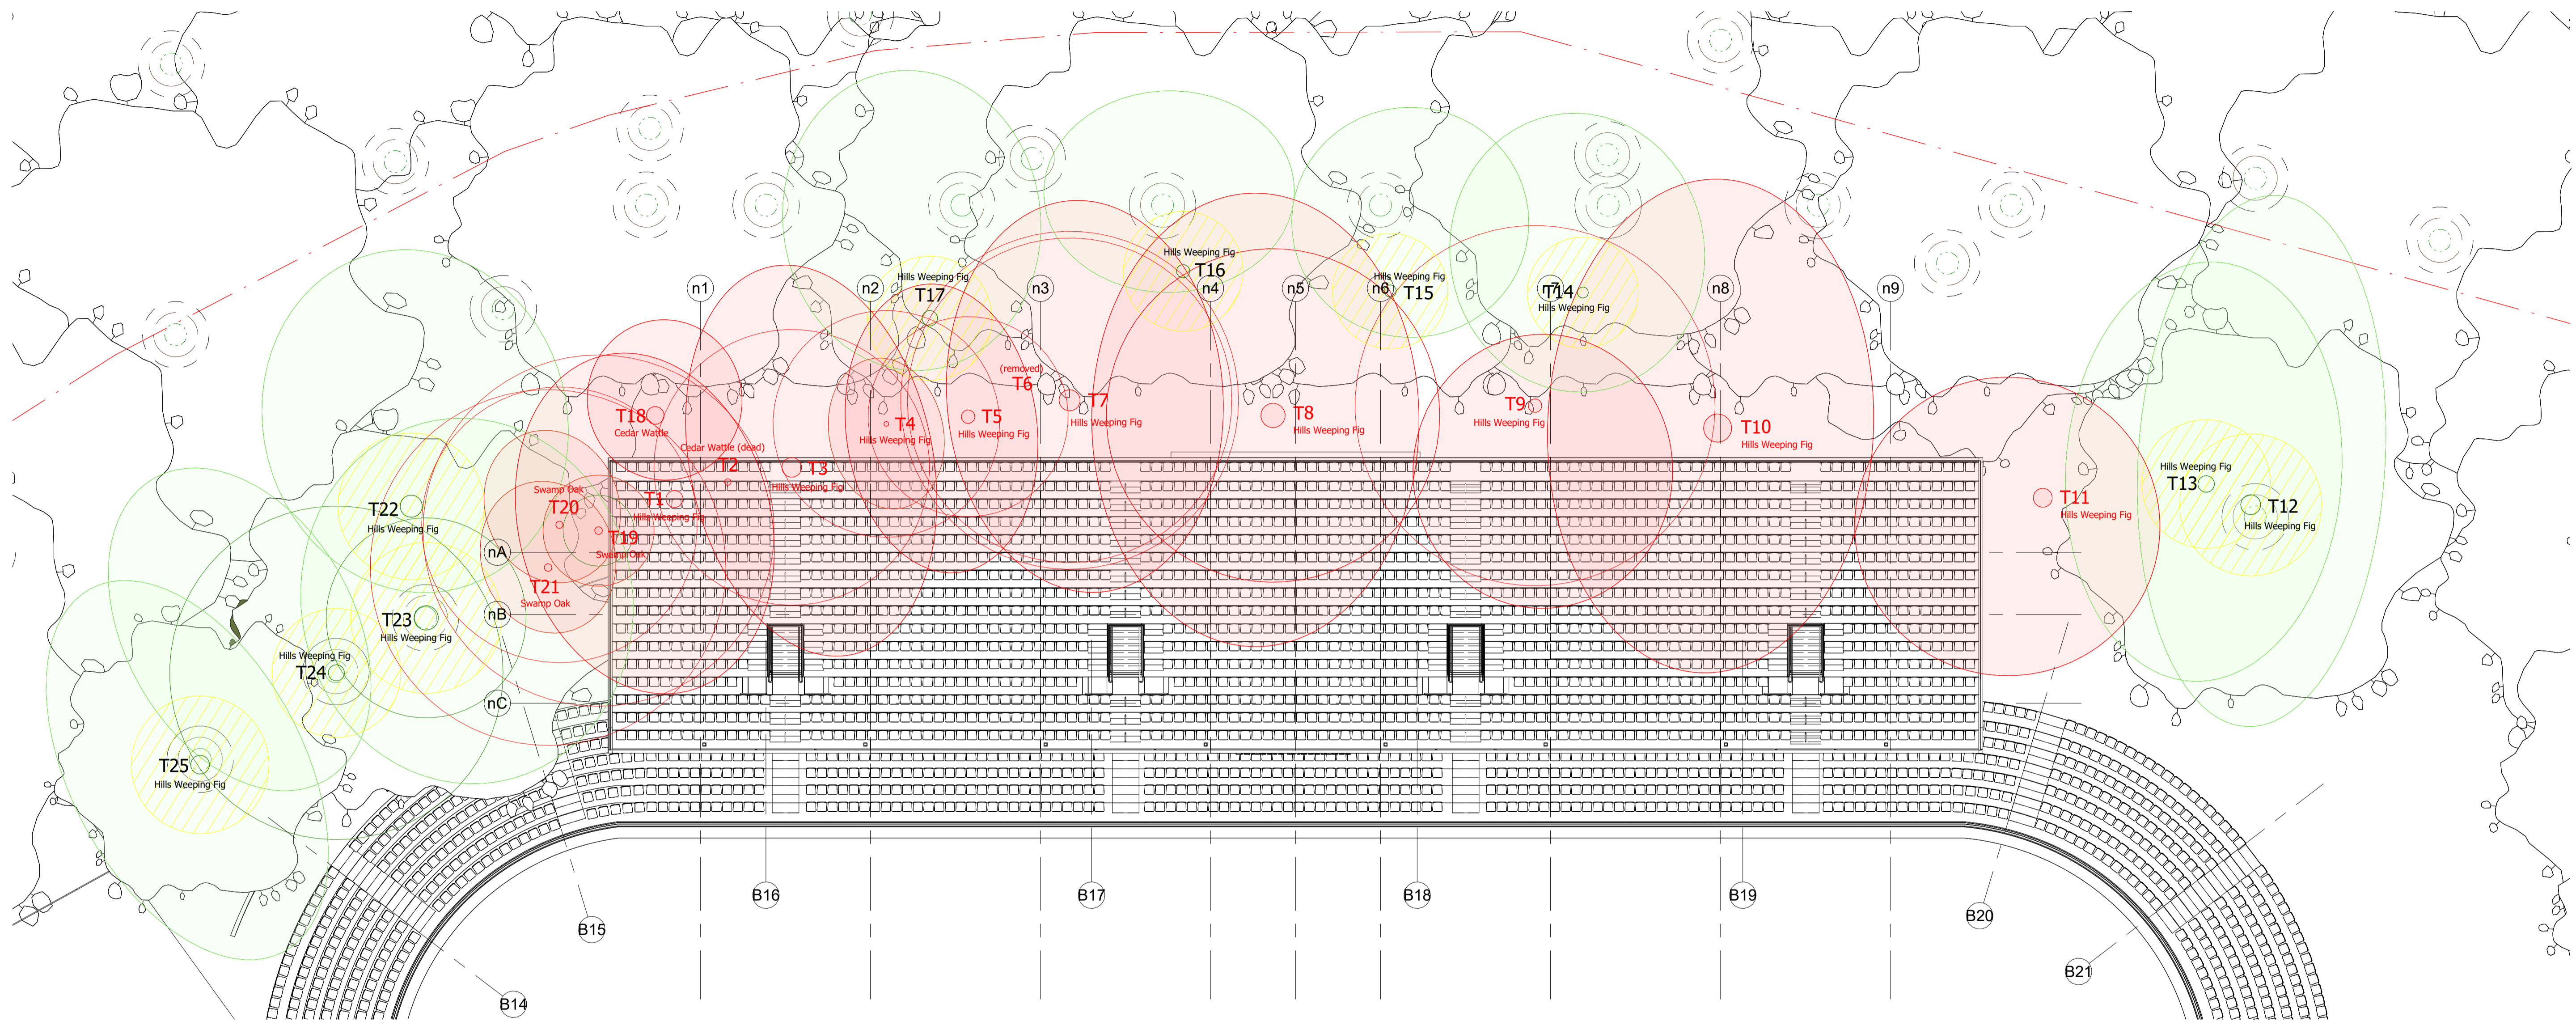 Hills Weeping Fig
T16
Hills Weeping Fig
T17
Hills Weeping Fig
T15
T14
Hills Weeping Fig
n1
n2
n3
n4
n5
n6
n7
n8
n9
(removed)
T6
T7
Hills Weeping Fig
T18
Cedar Wattle
T4
Hills Weeping Fig
T5
Hills Weeping Fig
T8
Hills Weeping Fig
T9
Hills Weeping Fig
T10
Hills Weeping Fig
Cedar Wattle (dead)
T2
T3
Hills Weeping Fig
T1
Hills Weeping Fig
Swamp Oak
T20
T19
Swamp Oak
T21
Swamp Oak
T11
Hills Weeping Fig
Hills Weeping Fig
T13
T12
Hills Weeping Fig
T22
Hills Weeping Fig
T23
Hills Weeping Fig
Hills Weeping Fig
T24
T25
Hills Weeping Fig
nA
nB
nC
B14
B15
B16
B17
B18
B19
B20
B21